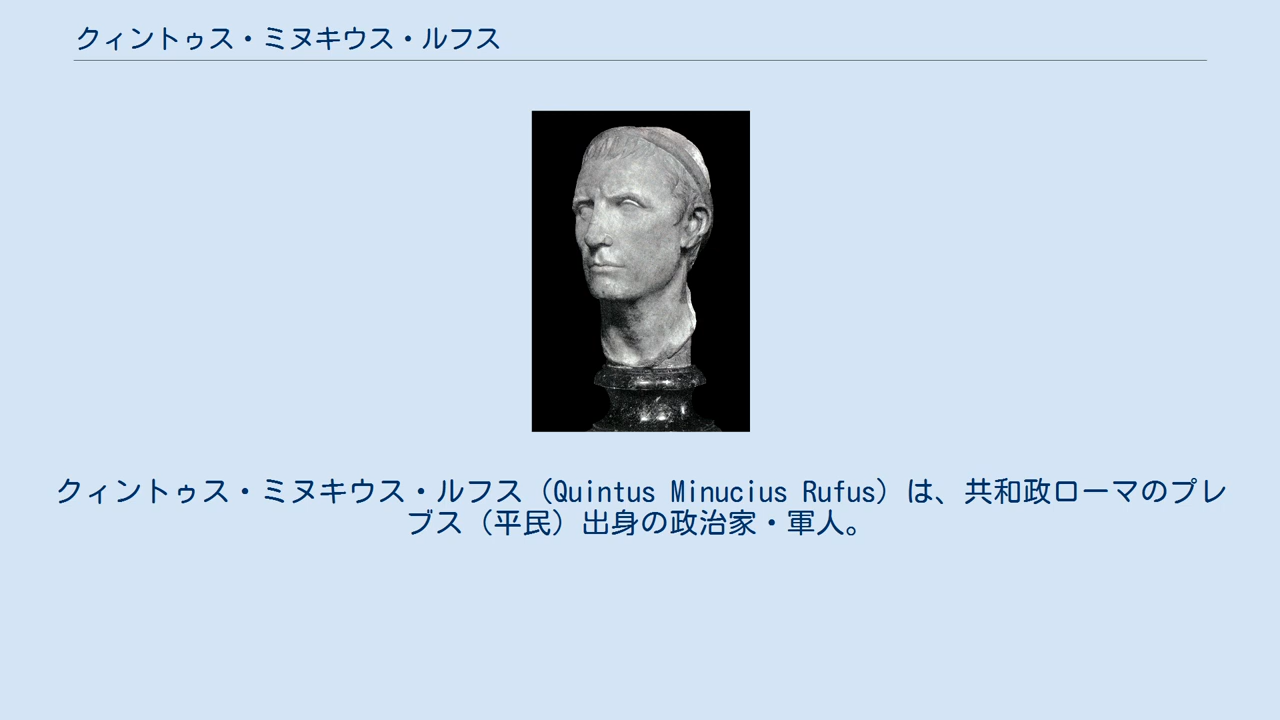 クィントゥス・ミヌキウス・ルフス
クィントゥス・ミヌキウス・ルフス（Quintus Minucius Rufus）は、共和政ローマのプレ
ブス（平民）出身の政治家・軍人。